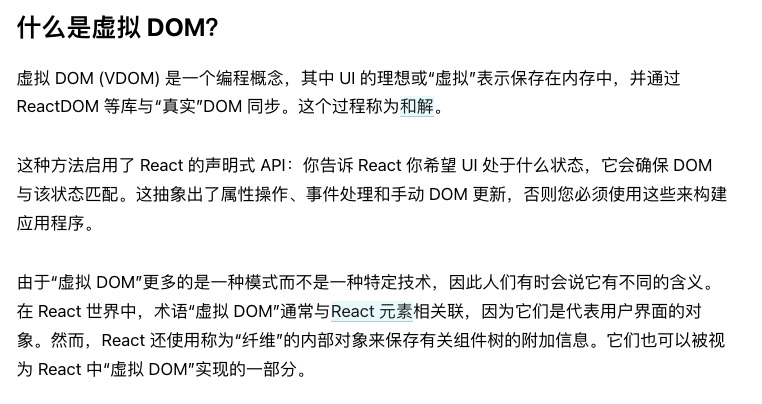 什么是虚拟 DOM？
虚拟 DOM (VDOM) 是一个编程概念，其中 UI 的理想或“虚拟”表示保存在内存中，并通过
ReactDOM 等库与“真实”DOM 同步。这个过程称为和解。
这种方法启用了 React 的声明式 API：你告诉 React 你希望 UI 处于什么状态，它会确保 DOM
与该状态匹配。这抽象出了属性操作、事件处理和手动 DOM 更新，否则您必须使用这些来构建
应用程序。
由于“虚拟 DOM”更多的是一种模式而不是一种特定技术，因此人们有时会说它有不同的含义。
在 React 世界中，术语“虚拟 DOM”通常与React 元素相关联，因为它们是代表用户界面的对
象。然而，React 还使用称为“纤维”的内部对象来保存有关组件树的附加信息。它们也可以被视
为 React 中“虚拟 DOM”实现的一部分。